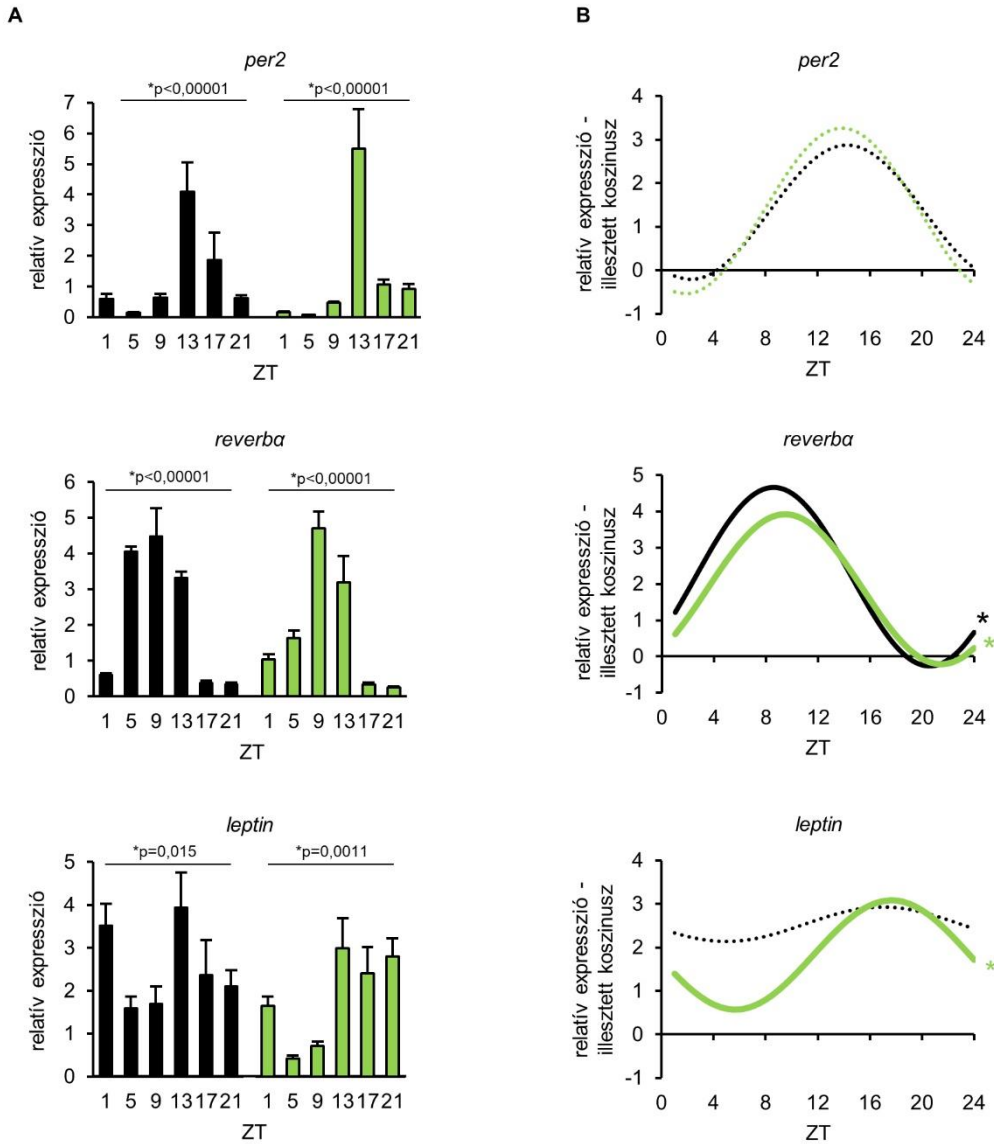 A
B
per2
*p<0,00001
*p<0,00001
7
6
5
4
3
2
1
0
relatív expresszió
1 5 9 13 17 21 1 5 9 13 17 21
ZT
per2
4
3
2
1
0
-1
relatív expresszió -
illesztett koszinusz
0 4 8 12 16 20 24
ZT
reverbα
*p<0,00001
*p<0,00001
6
5
4
3
2
1
0
relatív expresszió
1 5 9 13 17 21 1 5 9 13 17 21
ZT
reverbα
5
4
3
2
1
0
-1
relatív expresszió -
illesztett koszinusz
*
*
0 4 8 12 16 20 24
ZT
leptin
*p=0,015
*p=0,0011
5
4
3
2
1
0
relatív expresszió
1 5 9 13 17 21 1 5 9 13 17 21
ZT
leptin
4
3
2
1
0
-1
relatív expresszió -
illesztett koszinusz
*
0 4 8 12 16 20 24
ZT